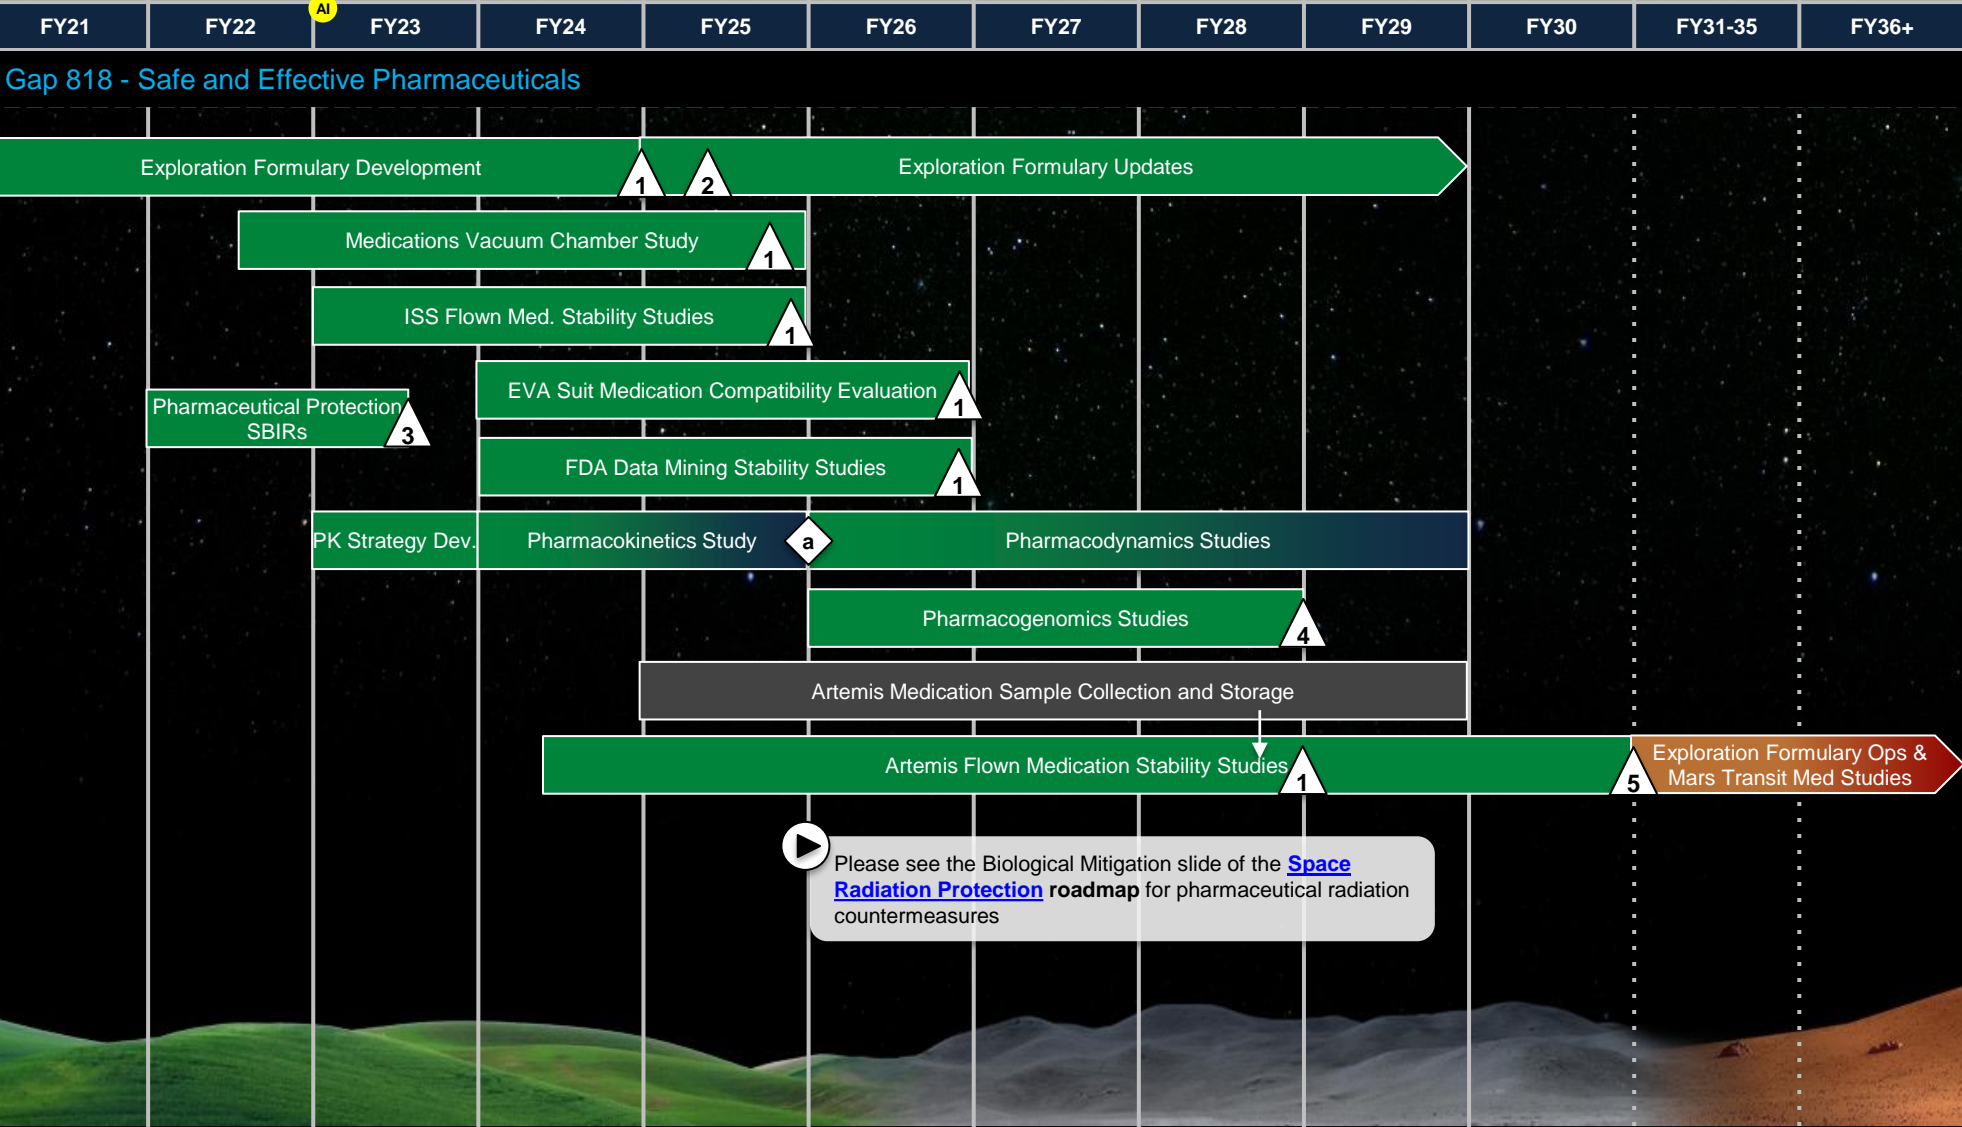 AI
FY21 FY22 FY23 FY24 FY25 FY26 FY27 FY28 FY29 FY30 FY31-35 FY36+
Gap 818 - Safe and Effective Pharmaceuticals
Exploration Formulary Development
1
2
Exploration Formulary Updates
Medications Vacuum Chamber Study
1
ISS Flown Med. Stability Studies
1
EVA Suit Medication Compatibility Evaluation
1
Pharmaceutical Protection
SBIRs
3
FDA Data Mining Stability Studies
1
PK Strategy Dev.
Pharmacokinetics Study
a
Pharmacodynamics Studies
Pharmacogenomics Studies
4
Artemis Medication Sample Collection and Storage
Artemis Flown Medication Stability Studies
1
5
Exploration Formulary Ops &
Mars Transit Med Studies
Please see the Biological Mitigation slide of the Space
Radiation Protection roadmap for pharmaceutical radiation
countermeasures